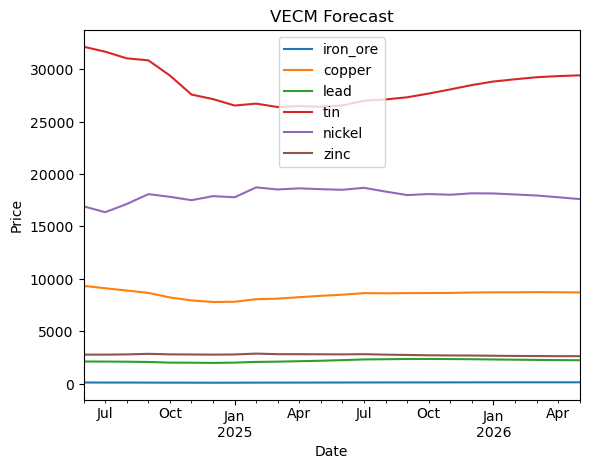 VECM Forecast
iron_ore
copper
lead
tin
nickel
zinc
Price
30000
25000
20000
15000
10000
5000
0
Jul
Oct
Jan
2025
Apr
Jul
Oct
Jan
2026
Apr
Date